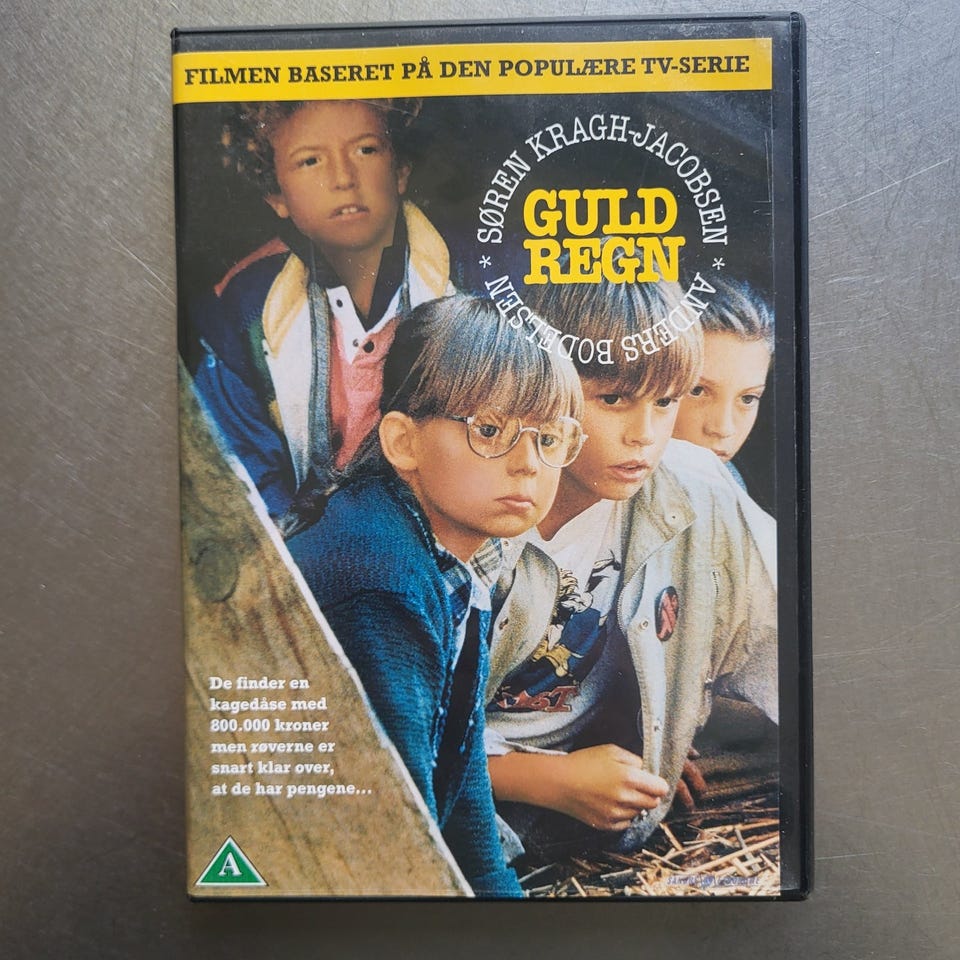 FILMEN BASERET PÅ DEN POPULÆRE TV-SERIE
SØREN KRAGH-JACOBSEN * ANDERS BODELSEN *
GULD
REGN
De finder en
kagedåse med
800.000 kroner
men røverne er
snart klar over,
at de har pengene...
A